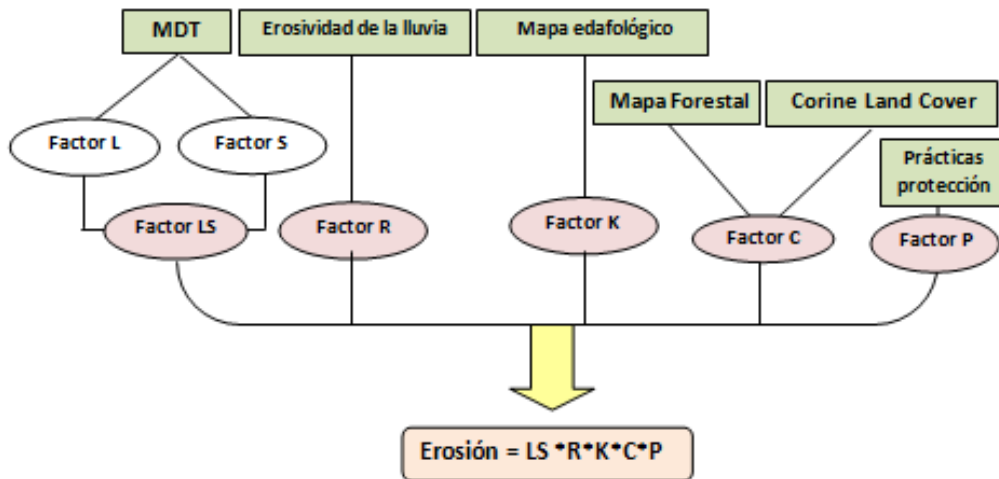 MDT
Erosividad de la lluvia
Mapa edafológico
Mapa Forestal
Corine Land Cover
Factor L
Factor S
Prácticas
protección
Factor LS
Factor R
Factor K
Factor C
Factor P
Erosión = LS *R*K*C*P